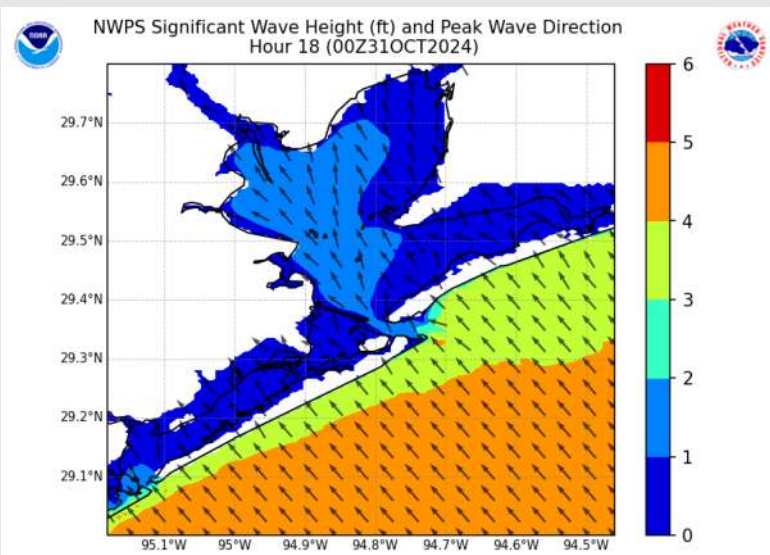 NWPS Significant Wave Height (ft) and Peak Wave Direction
Hour 18 (00Z31OCT2024)
NOAA
29.7°N
29.6°N
29.5°N
29.4°N
29.3°N
29.2°N
29.1°N
95.1°W 95°W 94.9°W 94.8°W 94.7°W 94.6°W 94.5°W
6
5
4
3
2
1
0